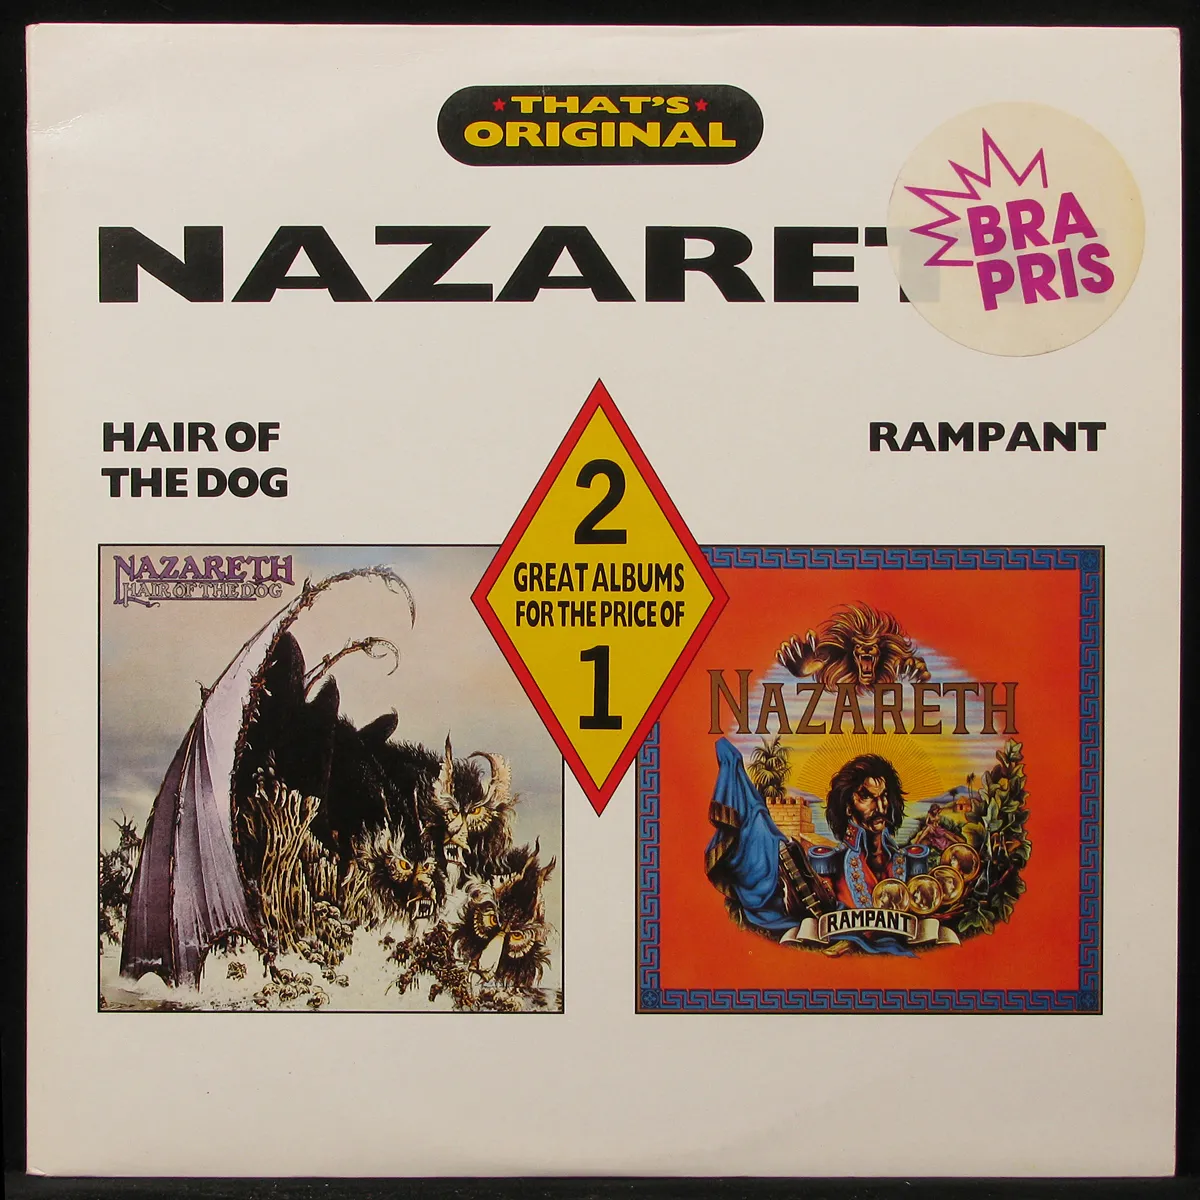 THAT'S
ORIGINAL
NAZARET
BRA
PRIS
HAIR OF
THE DOG
RAMPANT
2
GREAT ALBUMS
FOR THE PRICE OF
1
NAZARETH
HAIR OF THE DOG
NAZARETH
RAMPANT